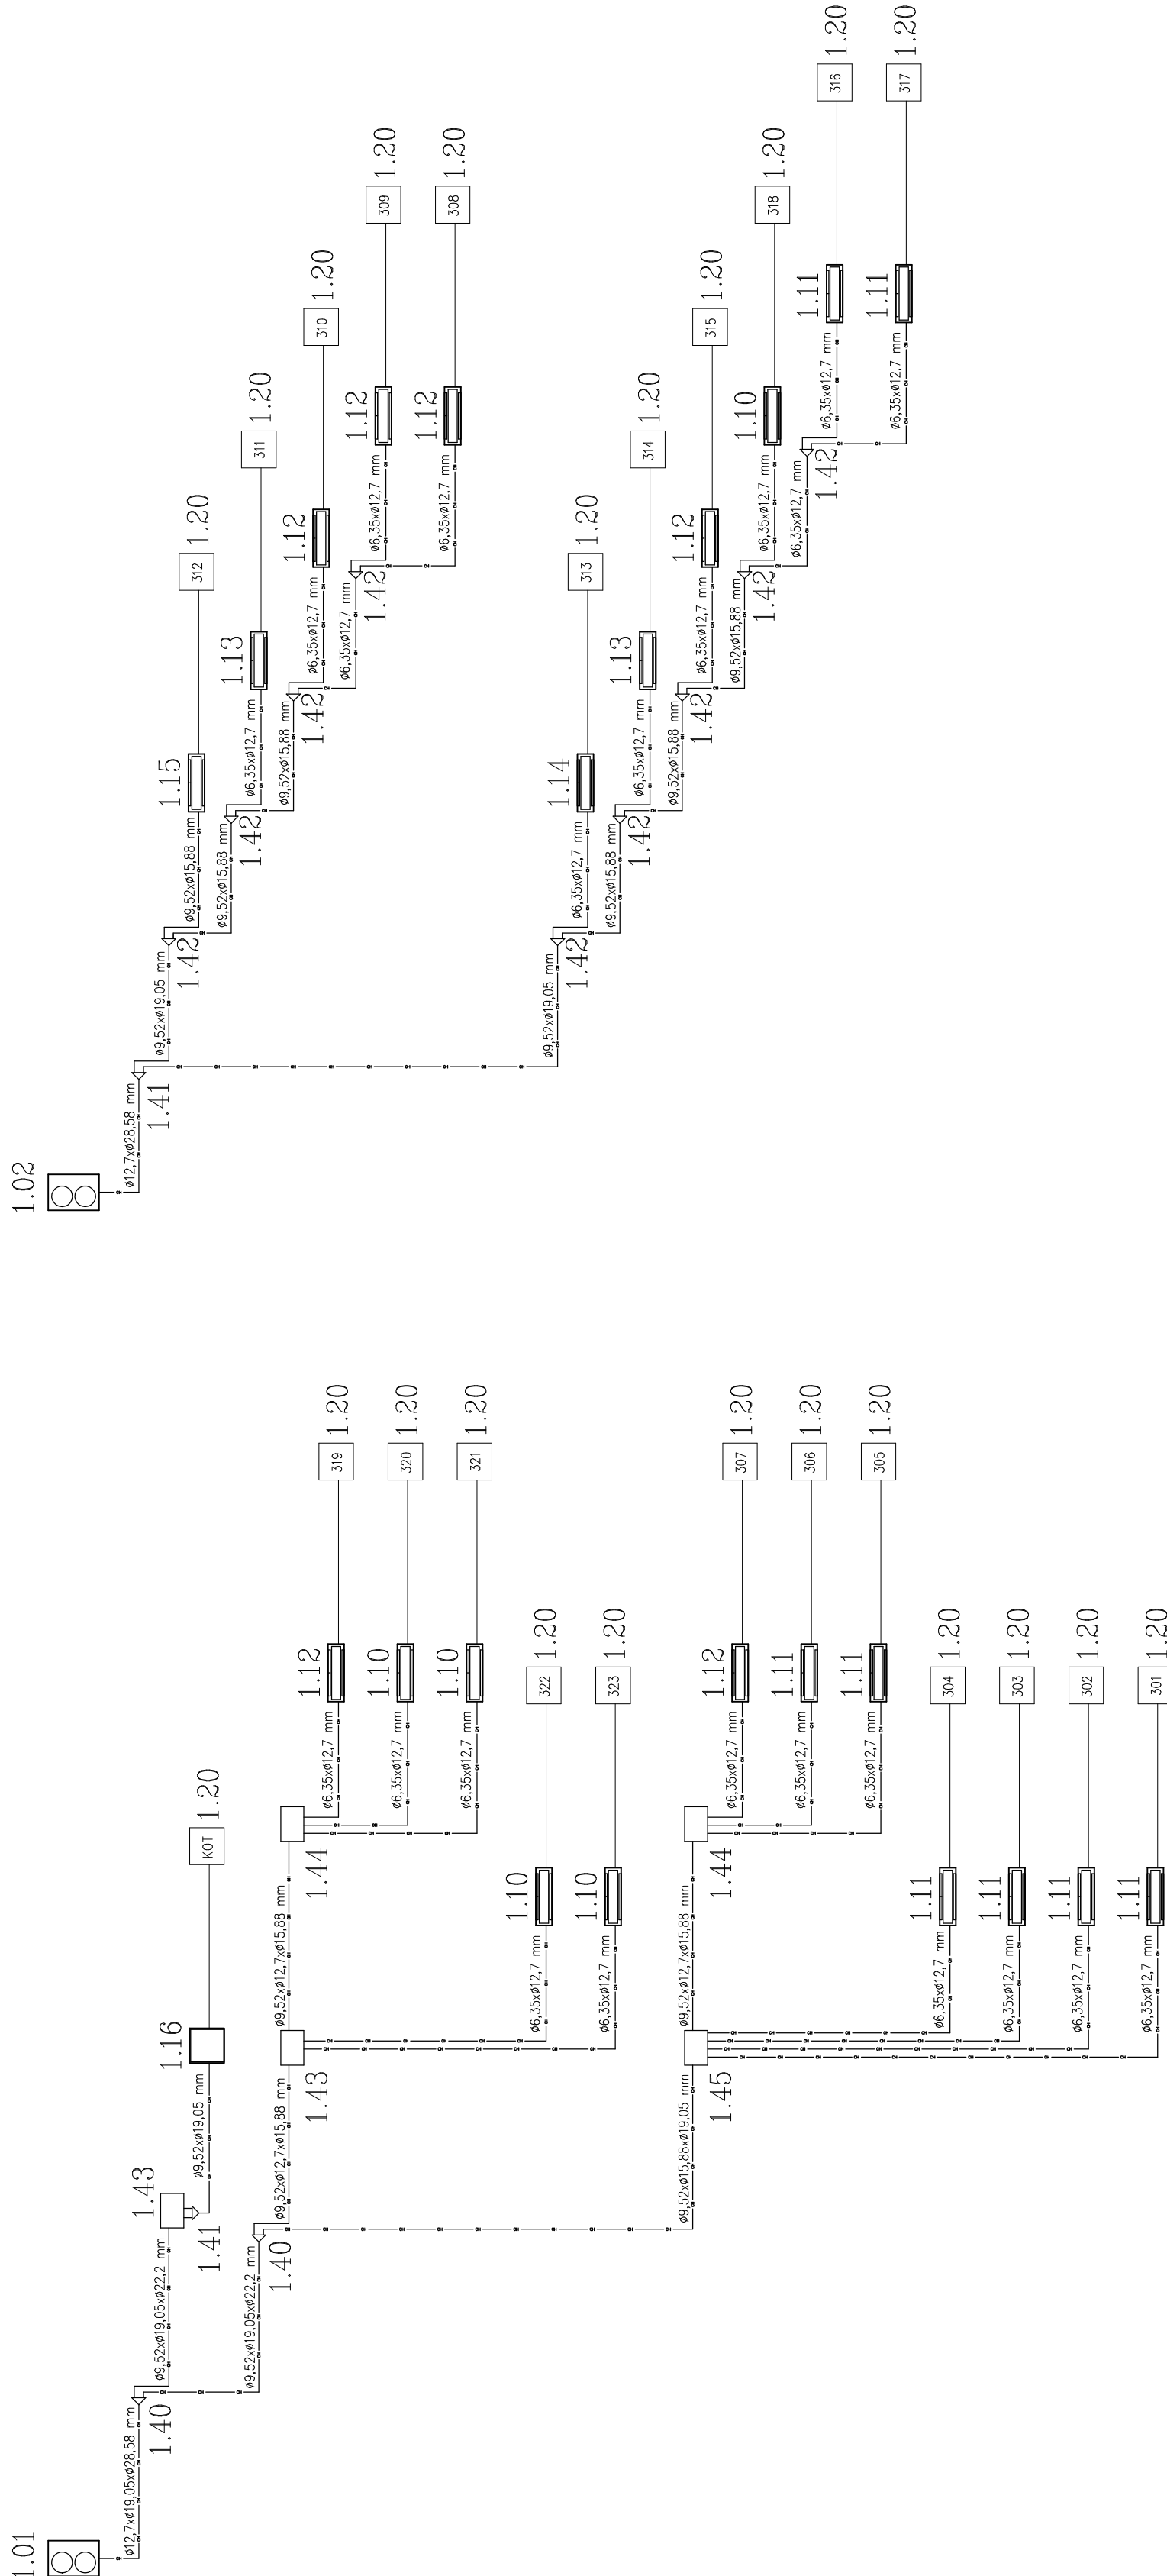 1.02
ø12,7xø28,58 mm
1.41
ø9,52xø19,05 mm
1.42
ø9,52xø15,88 mm
1.15
312
1.20
ø9,52xø15,88 mm
1.42
ø6,35xø12,7 mm
1.13
311
1.20
ø9,52xø15,88 mm
1.42
ø6,35xø12,7 mm
1.12
310
1.20
ø6,35xø12,7 mm
1.42
ø6,35xø12,7 mm
1.12
309
1.20
ø6,35xø12,7 mm
1.12
308
1.20
ø9,52xø19,05 mm
1.42
ø6,35xø12,7 mm
1.14
313
1.20
ø9,52xø15,88 mm
1.42
ø6,35xø12,7 mm
1.13
314
1.20
ø9,52xø15,88 mm
1.42
ø6,35xø12,7 mm
1.12
315
1.20
ø9,52xø15,88 mm
1.42
ø6,35xø12,7 mm
1.10
318
1.20
ø6,35xø12,7 mm
1.42
ø6,35xø12,7 mm
1.11
316
1.20
ø6,35xø12,7 mm
1.11
317
1.20
1.01
ø12,7xø19,05xø28,58 mm
1.40
ø9,52xø19,05xø22,2 mm
1.43
1.41
ø9,52xø19,05 mm
1.16
KOT
1.20
ø9,52xø19,05xø22,2 mm
1.40
ø9,52xø12,7xø15,88 mm
1.43
ø9,52xø12,7xø15,88 mm
1.44
ø6,35xø12,7 mm
1.12
319
1.20
ø6,35xø12,7 mm
1.10
320
1.20
ø6,35xø12,7 mm
1.10
321
1.20
ø6,35xø12,7 mm
1.10
322
1.20
ø6,35xø12,7 mm
1.10
323
1.20
ø9,52xø15,88xø19,05 mm
1.45
ø9,52xø12,7xø15,88 mm
1.44
ø6,35xø12,7 mm
1.12
307
1.20
ø6,35xø12,7 mm
1.11
306
1.20
ø6,35xø12,7 mm
1.11
305
1.20
ø6,35xø12,7 mm
1.11
304
1.20
ø6,35xø12,7 mm
1.11
303
1.20
ø6,35xø12,7 mm
1.11
302
1.20
ø6,35xø12,7 mm
1.11
301
1.20